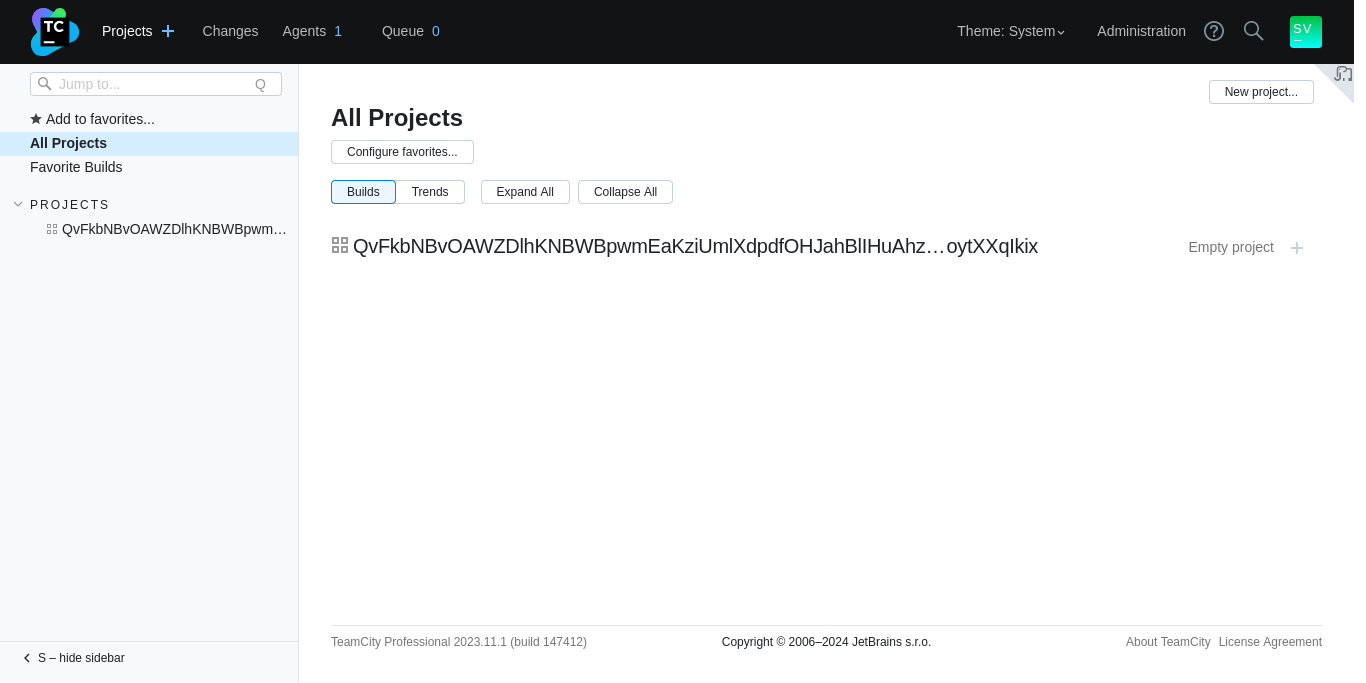 TC
Projects
Changes
Agents 1
Queue 0
Theme: System
Administration
SV
Jump to...
Q
Add to favorites...
All Projects
Favorite Builds
PROJECTS
QvFkbNBvOAWZDlhKNBWBpwm…
S – hide sidebar
New project...
All Projects
Configure favorites...
Builds
Trends
Expand All
Collapse All
QvFkbNBvOAWZDlhKNBWBpwmEaKziUmlXdpdfOHJahBlIHuAhz…oytXXqIkix
Empty project
TeamCity Professional 2023.11.1 (build 147412)
Copyright © 2006–2024 JetBrains s.r.o.
About TeamCity
License Agreement